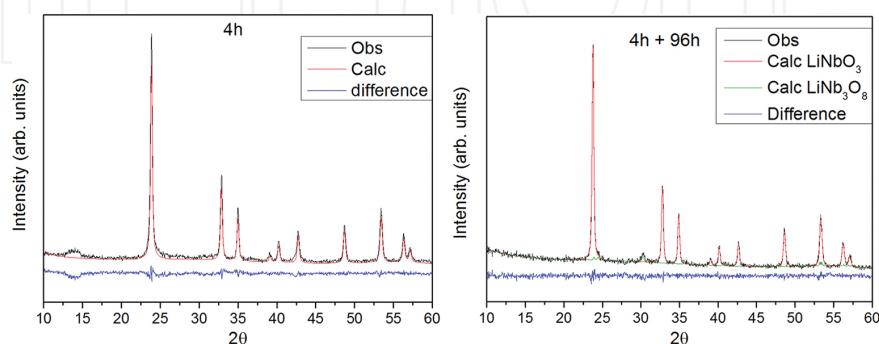 4h
Obs
Calc
difference
Intensity (arb. units)
10 15 20 25 30 35 40 45 50 55 60
2θ
4h + 96h
Obs
Calc LiNbO₃
Calc LiNb₃O₈
Difference
Intensity (arb. units)
10 15 20 25 30 35 40 45 50 55 60
2θ